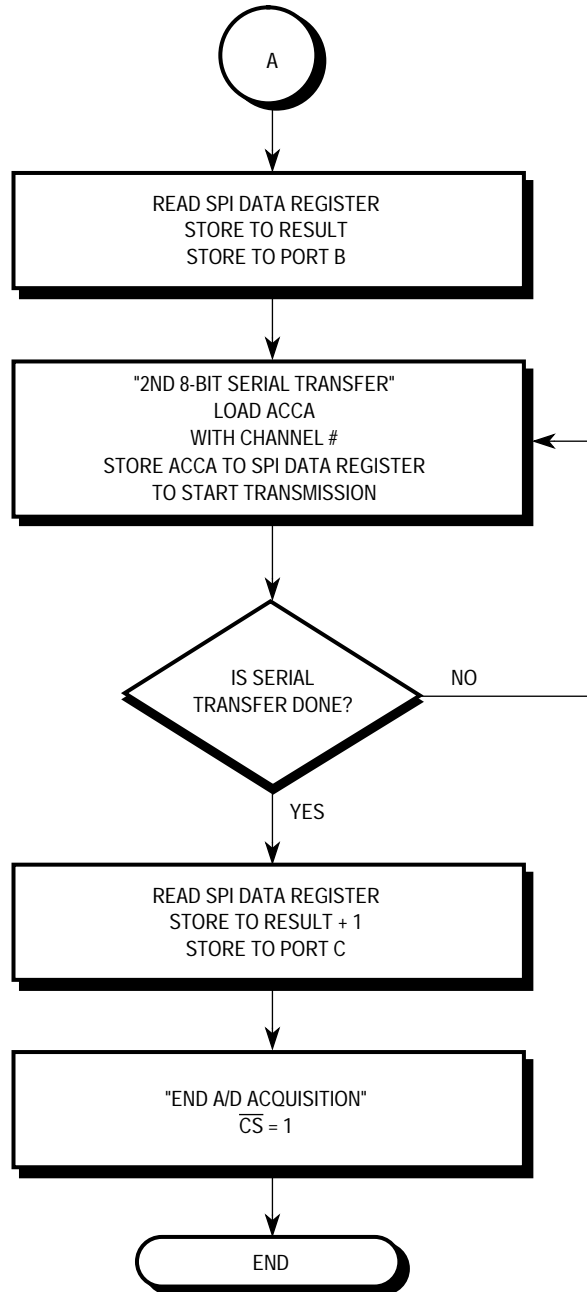 A
READ SPI DATA REGISTER
STORE TO RESULT
STORE TO PORT B
"2ND 8-BIT SERIAL TRANSFER"
LOAD ACCA
WITH CHANNEL #
STORE ACCA TO SPI DATA REGISTER
TO START TRANSMISSION
IS SERIAL
TRANSFER DONE?
NO
YES
READ SPI DATA REGISTER
STORE TO RESULT + 1
STORE TO PORT C
"END A/D ACQUISITION"
C̅S̅ = 1
END